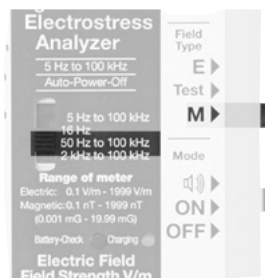 Electrostress
Analyzer
5 Hz to 100 kHz
Auto-Power-Off
5 Hz to 100 kHz
16 Hz
50 Hz to 100 kHz
2 kHz to 100 kHz
Range of meter
Electric: 0.1 V/m - 1999 V/m
Magnetic: 0.1 nT - 1999 nT
(0.001 mG - 19.99 mG)
Battery-Check Charging
Electric Field
Field Strength V/m
Field
Type
E
Test
M
Mode
ON
OFF